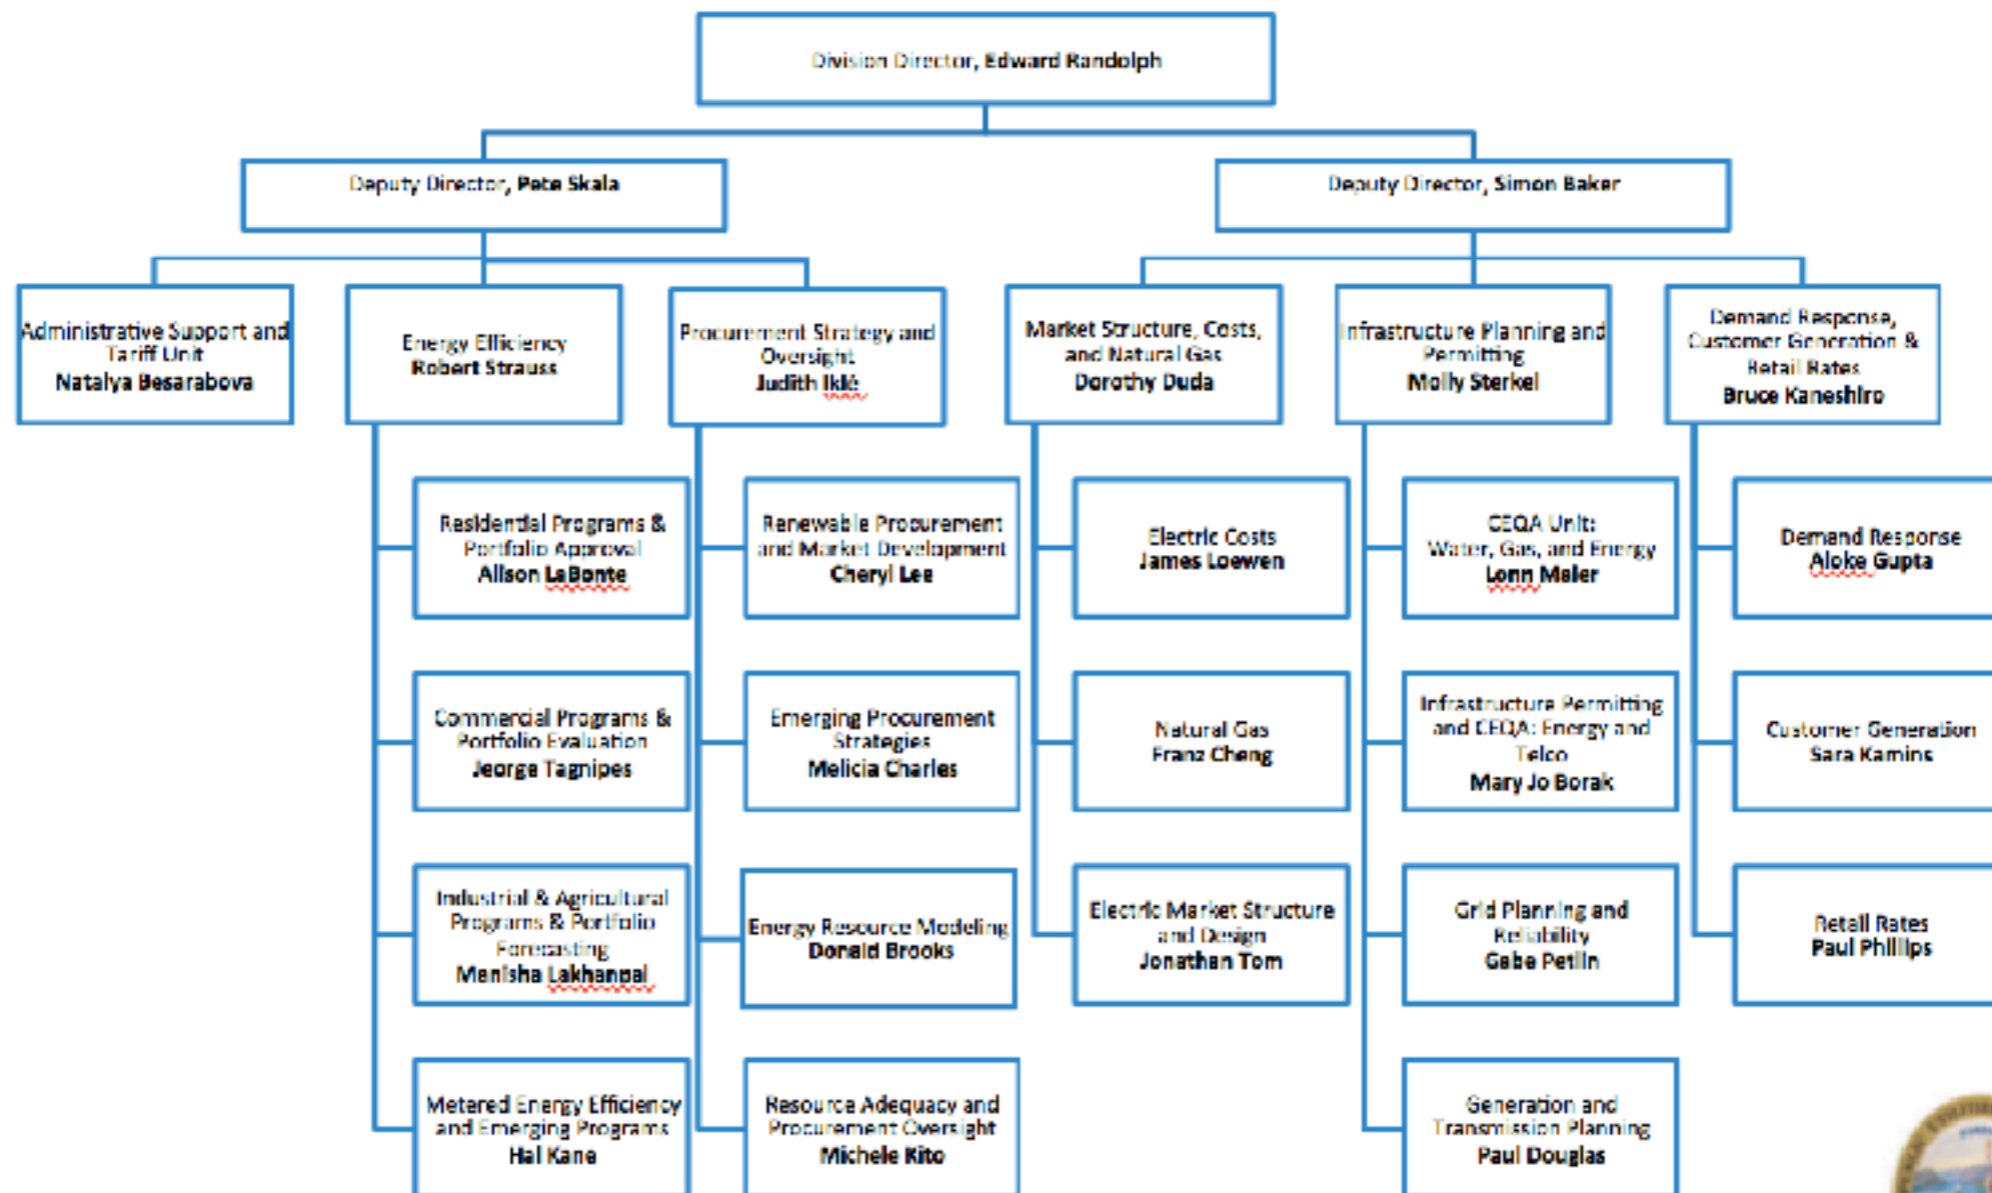 Division Director, Edward Randolph
Deputy Director, Pete Skala
Deputy Director, Simon Baker
Administrative Support and
Tariff Unit
Natalya Besarabova
Energy Efficiency
Robert Strauss
Procurement Strategy and
Oversight
Judith Iklé
Market Structure, Costs,
and Natural Gas
Dorothy Duda
Infrastructure Planning and
Permitting
Molly Sterkel
Demand Response,
Customer Generation &
Retail Rates
Bruce Kaneshiro
Residential Programs &
Portfolio Approval
Alison LaBonte
Renewable Procurement
and Market Development
Cheryl Lee
Electric Costs
James Loewen
CEQA Unit:
Water, Gas, and Energy
Lonn Maier
Demand Response
Aloke Gupta
Commercial Programs &
Portfolio Evaluation
Jeorge Tagnipes
Emerging Procurement
Strategies
Melicia Charles
Natural Gas
Franz Cheng
Infrastructure Permitting
and CEQA: Energy and
Telco
Mary Jo Borak
Customer Generation
Sara Kamins
Industrial & Agricultural
Programs & Portfolio
Forecasting
Manisha Lakhanpal
Energy Resource Modeling
Donald Brooks
Electric Market Structure
and Design
Jonathan Tom
Grid Planning and
Reliability
Gabe Petlin
Retail Rates
Paul Phillips
Metered Energy Efficiency
and Emerging Programs
Hal Kane
Resource Adequacy and
Procurement Oversight
Michele Kito
Generation and
Transmission Planning
Paul Douglas